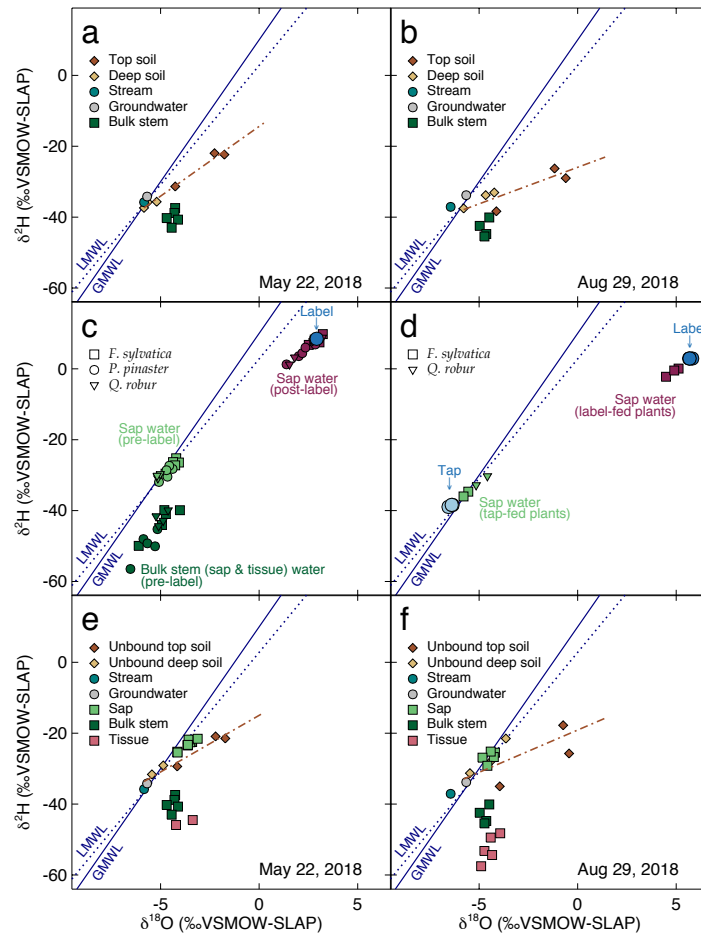 a
Top soil
Deep soil
Stream
Groundwater
Bulk stem
0
-20
-40
-60
δ²H (‰VSMOW-SLAP)
LMWL
GMWL
May 22, 2018
b
Top soil
Deep soil
Stream
Groundwater
Bulk stem
LMWL
GMWL
Aug 29, 2018
c
Label
F. sylvatica
P. pinaster
Q. robur
Sap water
(post-label)
Sap water
(pre-label)
0
-20
-40
-60
δ²H (‰VSMOW-SLAP)
LMWL
GMWL
Bulk stem (sap & tissue) water
(pre-label)
d
Label
F. sylvatica
Q. robur
Sap water
(label-fed plants)
Tap
Sap water
(tap-fed plants)
LMWL
GMWL
e
Unbound top soil
Unbound deep soil
Stream
Groundwater
Sap
Bulk stem
Tissue
0
-20
-40
-60
δ²H (‰VSMOW-SLAP)
LMWL
GMWL
May 22, 2018
-5
0
5
δ¹⁸O (‰VSMOW-SLAP)
f
Unbound top soil
Unbound deep soil
Stream
Groundwater
Sap
Bulk stem
Tissue
LMWL
GMWL
Aug 29, 2018
-5
0
5
δ¹⁸O (‰VSMOW-SLAP)